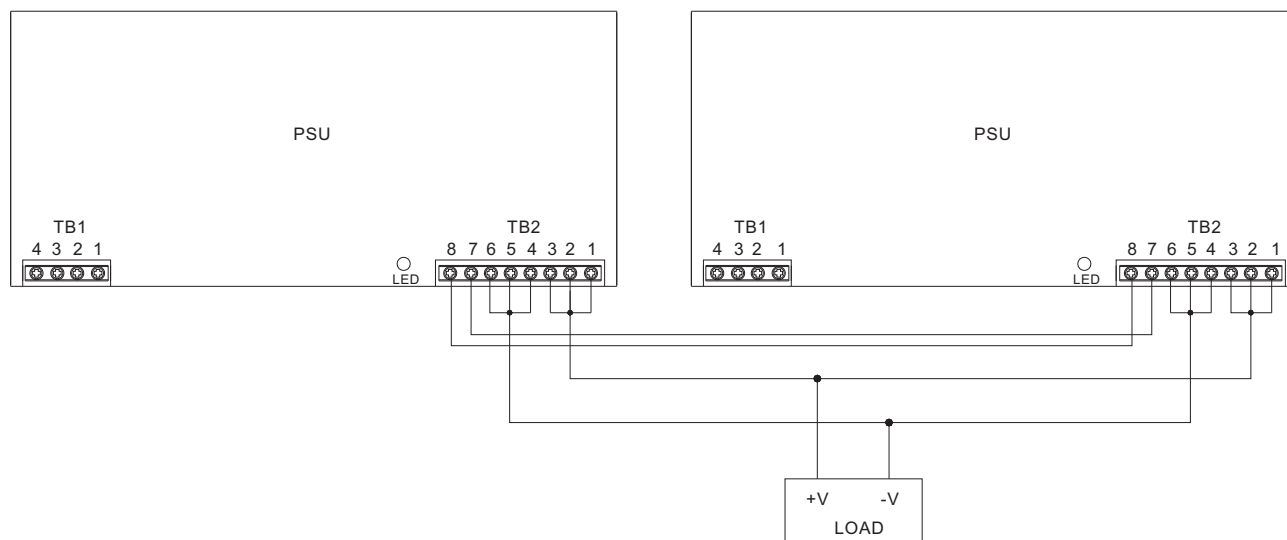 PSU PSU
TB1 TB2 TB1 TB2
4 3 2 1 8 7 6 5 4 3 2 1 4 3 2 1 8 7 6 5 4 3 2 1
LED LED
+V -V
LOAD